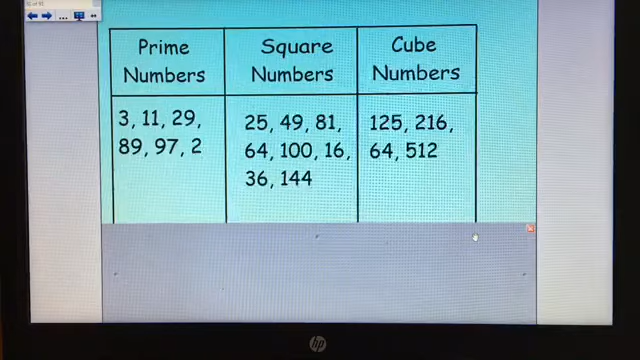 Prime
Numbers
Square
Numbers
Cube
Numbers
3, 11, 29,
89, 97, 2
25, 49, 81,
64, 100, 16,
36, 144
125, 216,
64, 512
hp